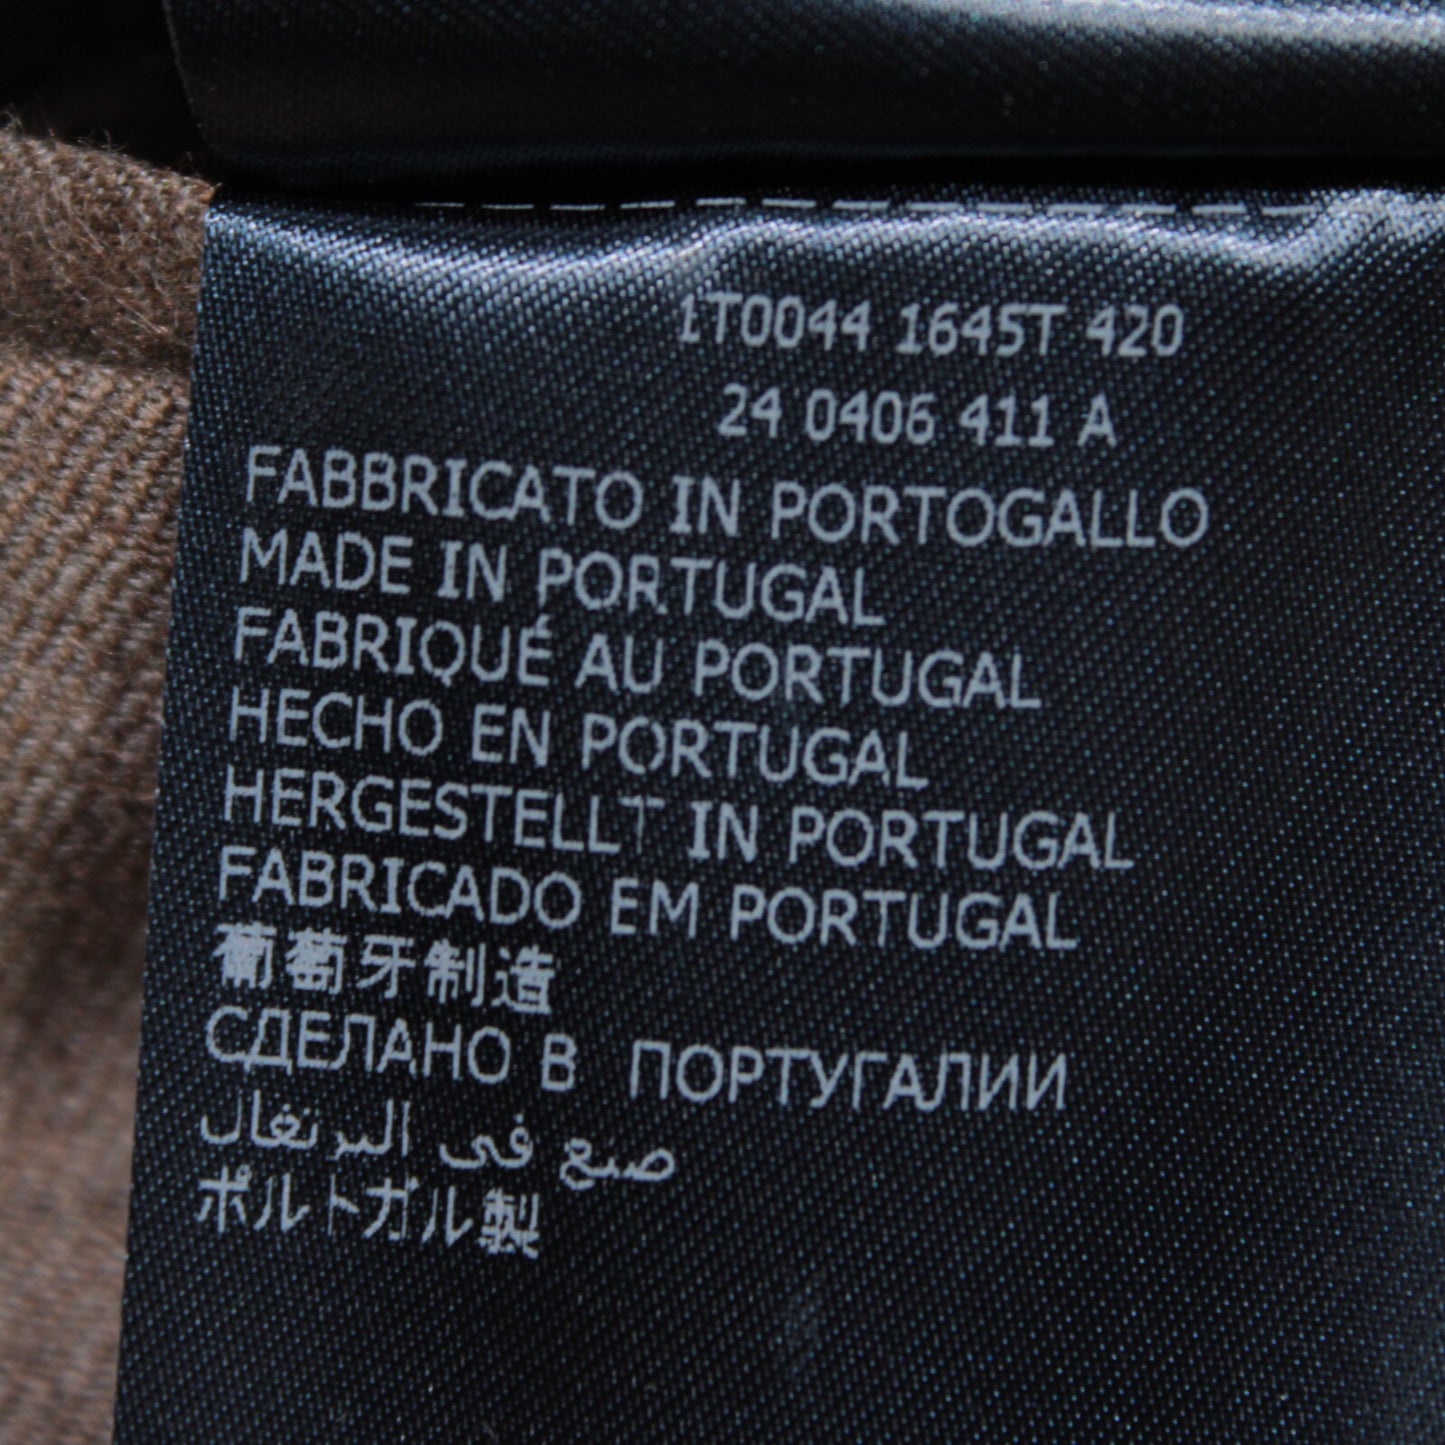 1T0044 1645T 420
24 0406 411 A
FABBRICATO IN PORTOGALLO
MADE IN PORTUGAL
FABRIQUÉ AU PORTUGAL
HECHO EN PORTUGAL
HERGESTELLT IN PORTUGAL
FABRICADO EM PORTUGAL
葡萄牙制造
СДЕЛАНО В ПОРТУГАЛИИ
صنع فى البرتغال
ポルトガル製